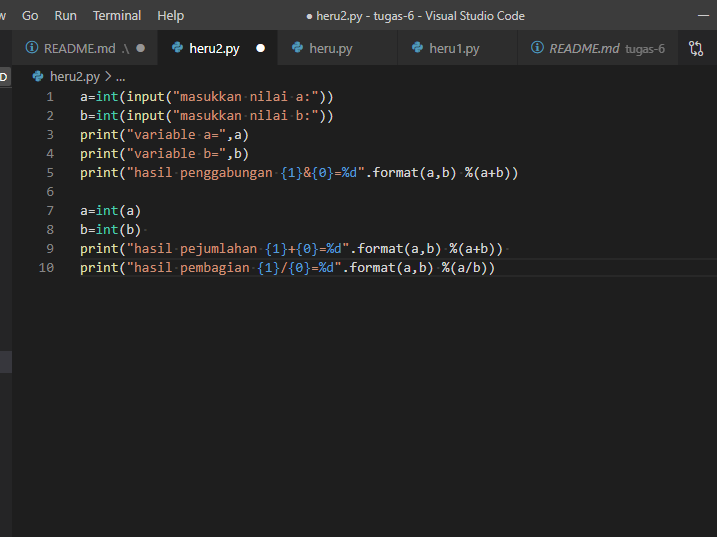 w Go Run Terminal Help ● heru2.py - tugas-6 - Visual Studio Code
README.md .\ ● heru2.py ● heru.py heru1.py README.md tugas-6
D heru2.py > ...
1 a=int(input("masukkan nilai a:"))
2 b=int(input("masukkan nilai b:"))
3 print("variable a=",a)
4 print("variable b=",b)
5 print("hasil penggabungan {1}&{0}=%d".format(a,b) %(a+b))
6
7 a=int(a)
8 b=int(b)
9 print("hasil pejumlahan {1}+{0}=%d".format(a,b) %(a+b))
10 print("hasil pembagian {1}/{0}=%d".format(a,b) %(a/b))